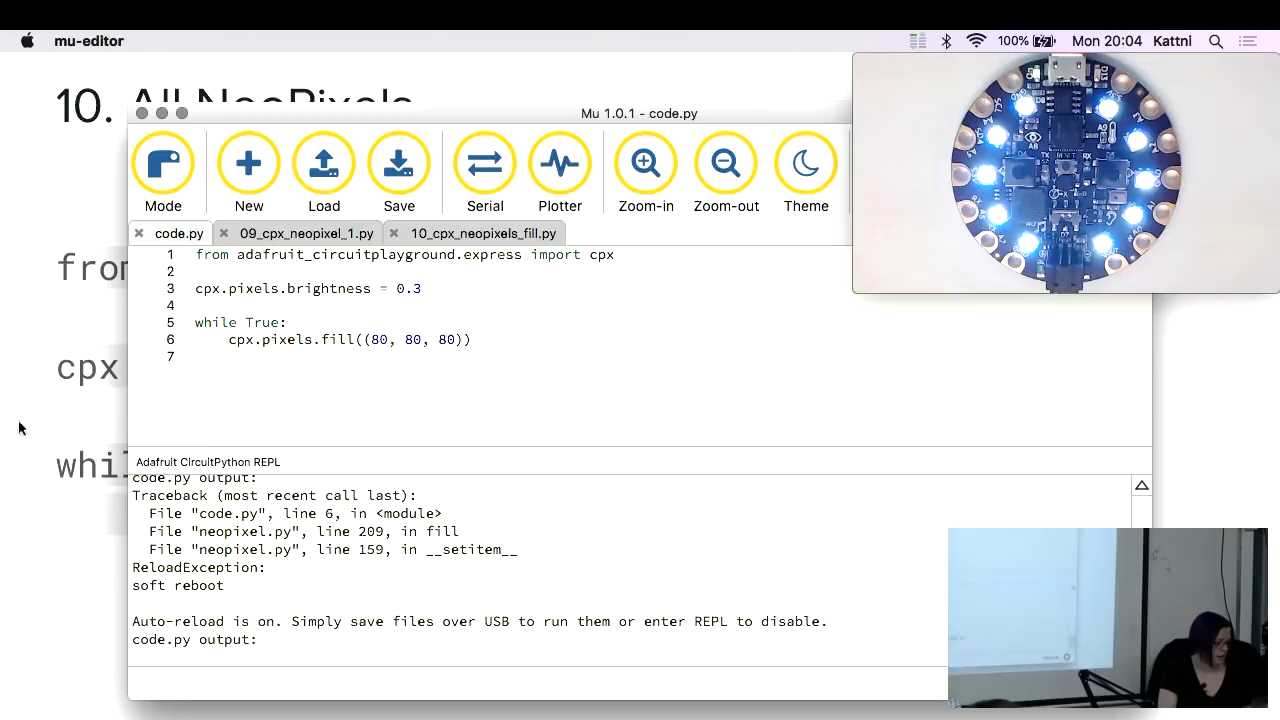 mu-editor
100%
Mon 20:04
Kattni
10. All NeoPixels
Mu 1.0.1 - code.py
Mode
New
Load
Save
Serial
Plotter
Zoom-in
Zoom-out
Theme
code.py
09_cpx_neopixel_1.py
10_cpx_neopixels_fill.py
1 from adafruit_circuitplayground.express import cpx
2
3 cpx.pixels.brightness = 0.3
4
5 while True:
6 cpx.pixels.fill((80, 80, 80))
7
from
cpx
whil
Adafruit CircuitPython REPL
code.py output:
Traceback (most recent call last):
File "code.py", line 6, in <module>
File "neopixel.py", line 209, in fill
File "neopixel.py", line 159, in __setitem__
ReloadException:
soft reboot
Auto-reload is on. Simply save files over USB to run them or enter REPL to disable.
code.py output: